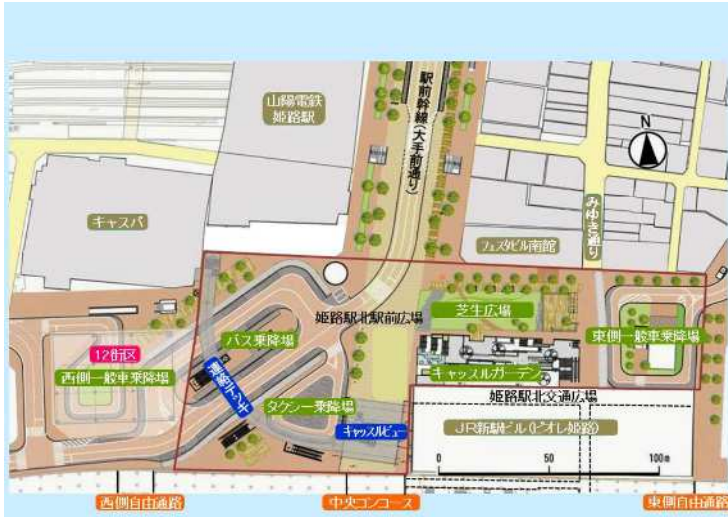 山陽電鉄
姫路駅
駅前幹線(大手前通り)
N
みゆき通り
キャスパ
フェスタビル南館
姫路駅北駅前広場
芝生広場
バス乗降場
東側一般車乗降場
12街区
西側一般車乗降場
連絡デッキ
キャッスルガーデン
タクシー乗降場
姫路駅北交通広場
キャッスルビュー
JR新駅ビル(ピオレ姫路)
0 50 100m
西側自由通路
中央コンコース
東側自由通路